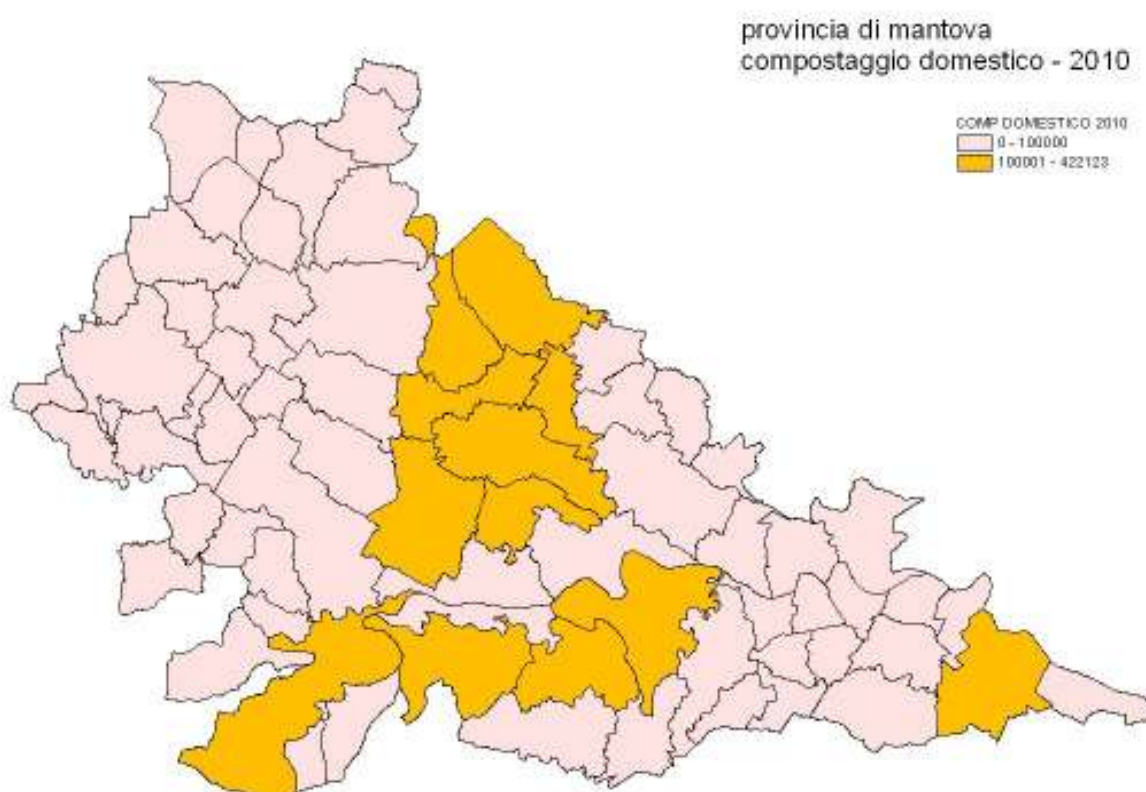 provincia di mantova
compostaggio domestico - 2010
COMP DOMESTICO 2010
0 - 100000
100001 - 422123